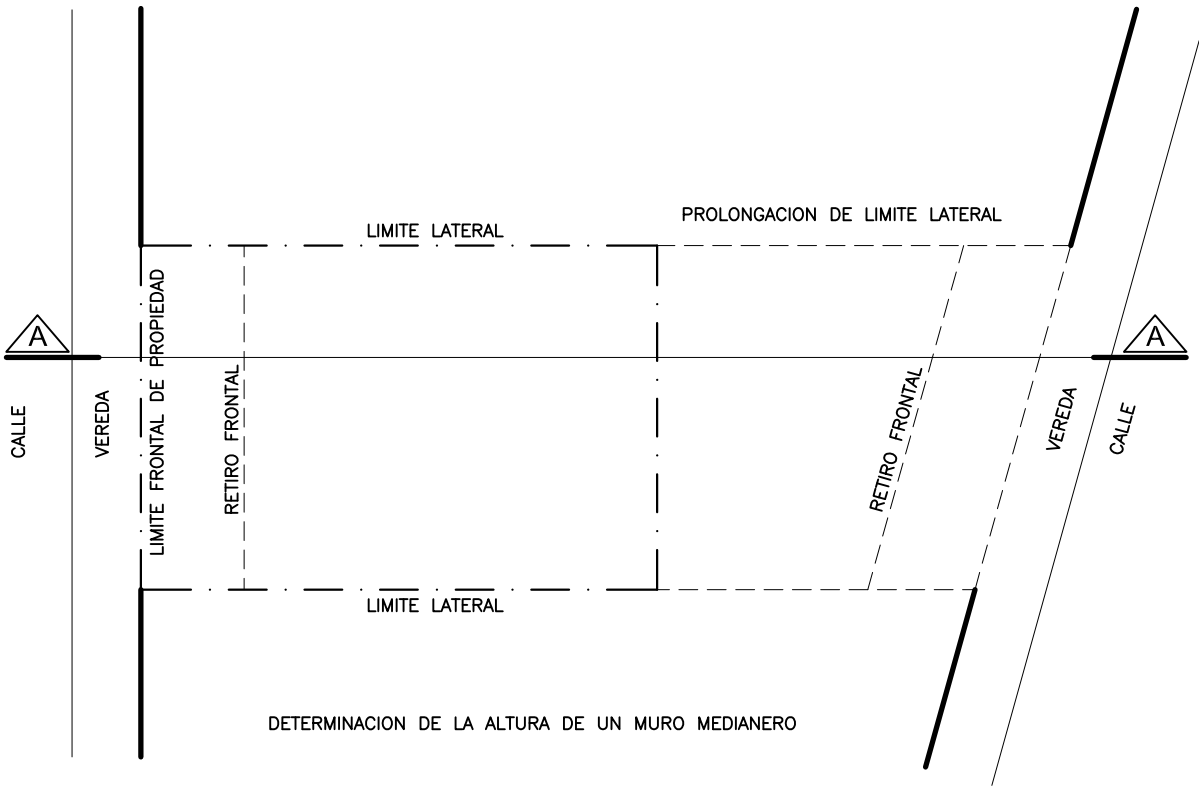 PROLONGACION DE LIMITE LATERAL
LIMITE LATERAL
LIMITE FRONTAL DE PROPIEDAD
A
A
CALLE
VEREDA
RETIRO FRONTAL
RETIRO FRONTAL
VEREDA
CALLE
LIMITE LATERAL
DETERMINACION DE LA ALTURA DE UN MURO MEDIANERO